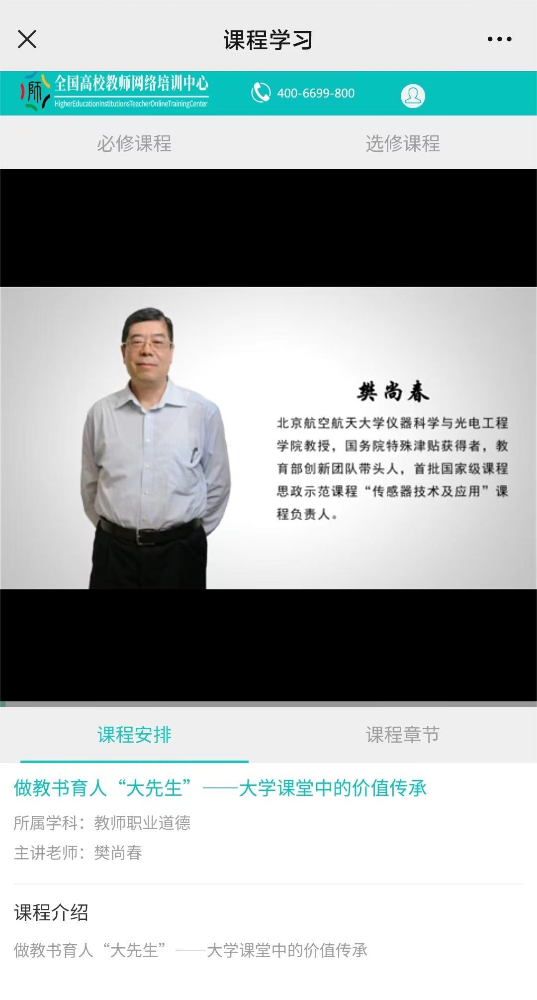 课程学习
師
全国高校教师网络培训中心
HigherEducationInstitutionsTeacherOnlineTrainingCenter
400-6699-800
必修课程
选修课程
樊尚春
北京航空航天大学仪器科学与光电工程
学院教授，国务院特殊津贴获得者，教
育部创新团队带头人，首批国家级课程
思政示范课程“传感器技术及应用”课
程负责人。
课程安排
课程章节
做教书育人“大先生”——大学课堂中的价值传承
所属学科：教师职业道德
主讲老师：樊尚春
课程介绍
做教书育人“大先生”——大学课堂中的价值传承